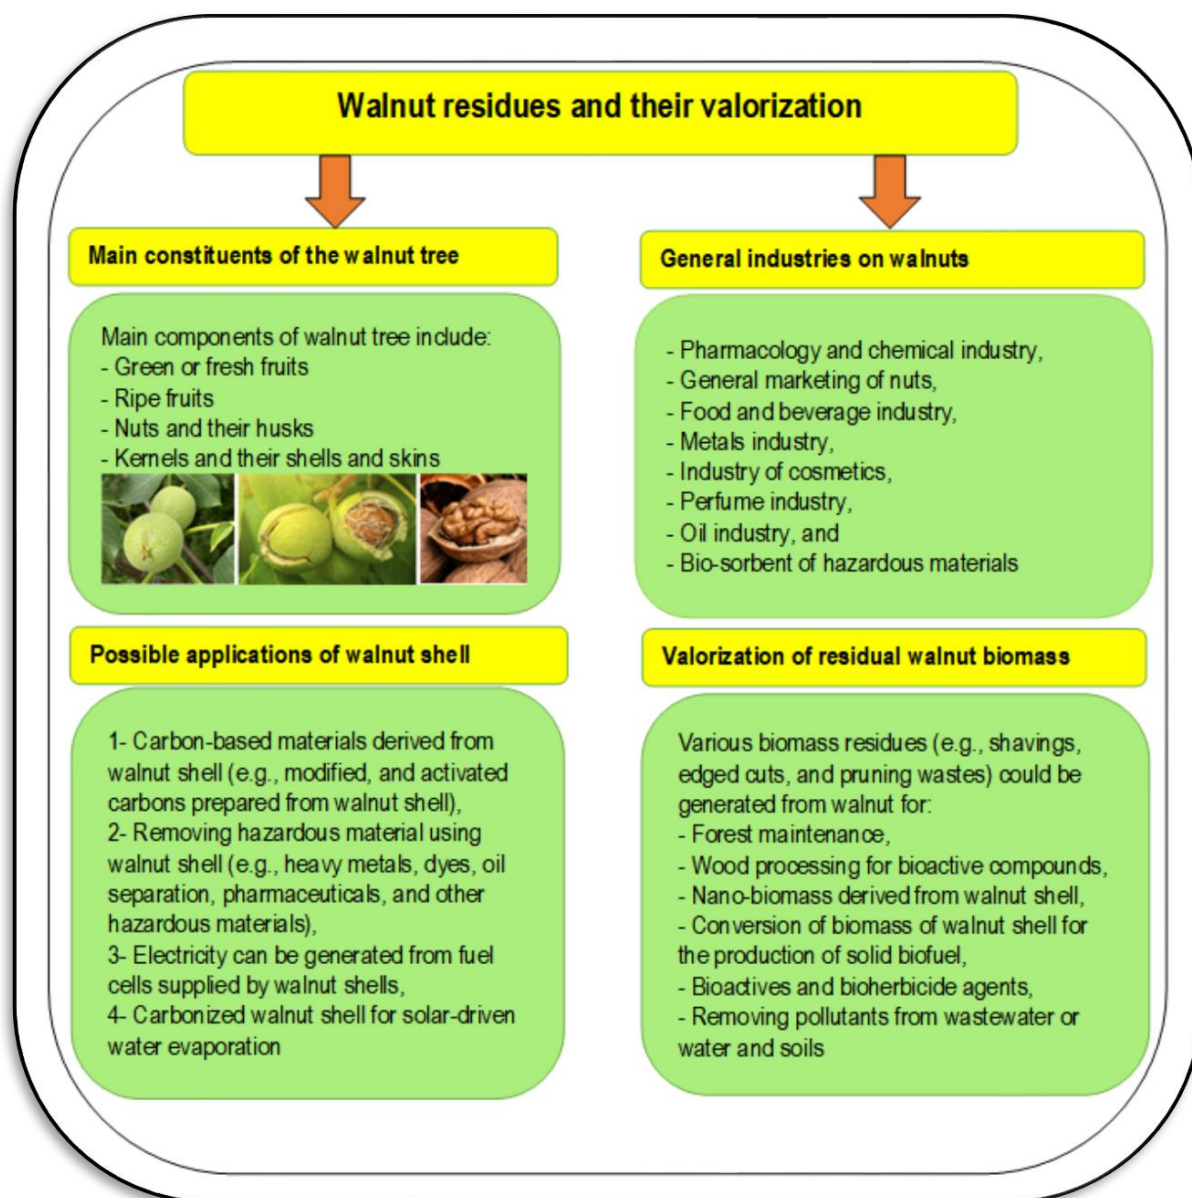 Walnut residues and their valorization
Main constituents of the walnut tree
Main components of walnut tree include:
- Green or fresh fruits
- Ripe fruits
- Nuts and their husks
- Kernels and their shells and skins
General industries on walnuts
- Pharmacology and chemical industry,
- General marketing of nuts,
- Food and beverage industry,
- Metals industry,
- Industry of cosmetics,
- Perfume industry,
- Oil industry, and
- Bio-sorbent of hazardous materials
Possible applications of walnut shell
1- Carbon-based materials derived from
walnut shell (e.g., modified, and activated
carbons prepared from walnut shell),
2- Removing hazardous material using
walnut shell (e.g., heavy metals, dyes, oil
separation, pharmaceuticals, and other
hazardous materials),
3- Electricity can be generated from fuel
cells supplied by walnut shells,
4- Carbonized walnut shell for solar-driven
water evaporation
Valorization of residual walnut biomass
Various biomass residues (e.g., shavings,
edged cuts, and pruning wastes) could be
generated from walnut for:
- Forest maintenance,
- Wood processing for bioactive compounds,
- Nano-biomass derived from walnut shell,
- Conversion of biomass of walnut shell for
the production of solid biofuel,
- Bioactives and bioherbicide agents,
- Removing pollutants from wastewater or
water and soils